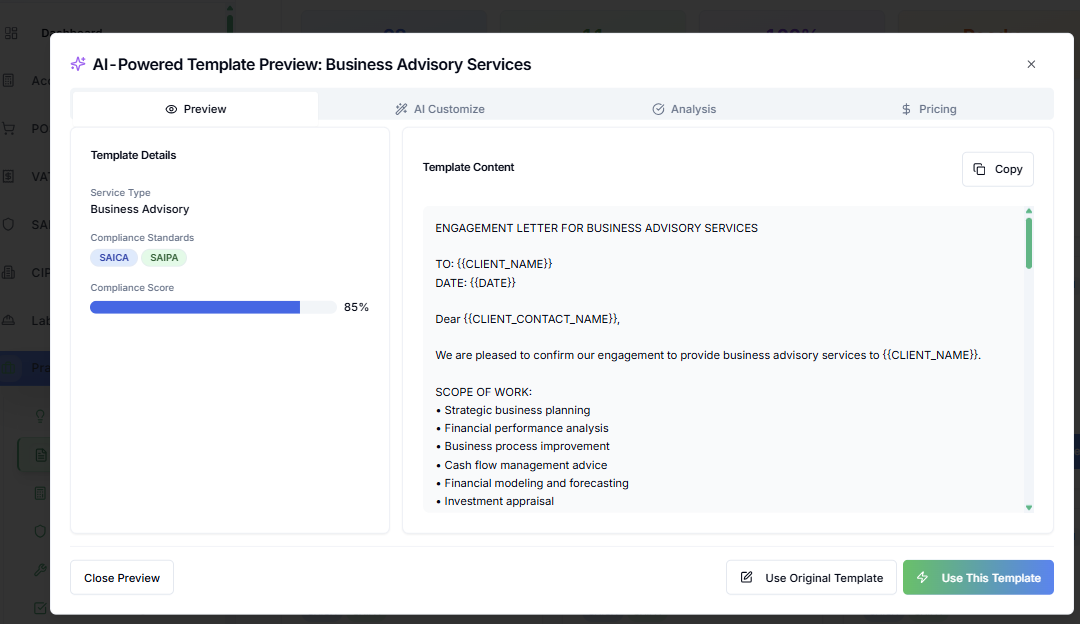 Dashboard
AI-Powered Template Preview: Business Advisory Services
Preview
AI Customize
Analysis
Pricing
Template Details
Service Type
Business Advisory
Compliance Standards
SAICA SAIPA
Compliance Score
85%
Template Content
Copy
ENGAGEMENT LETTER FOR BUSINESS ADVISORY SERVICES
TO: {{CLIENT_NAME}}
DATE: {{DATE}}
Dear {{CLIENT_CONTACT_NAME}},
We are pleased to confirm our engagement to provide business advisory services to {{CLIENT_NAME}}.
SCOPE OF WORK:
• Strategic business planning
• Financial performance analysis
• Business process improvement
• Cash flow management advice
• Financial modeling and forecasting
• Investment appraisal
Close Preview
Use Original Template
Use This Template